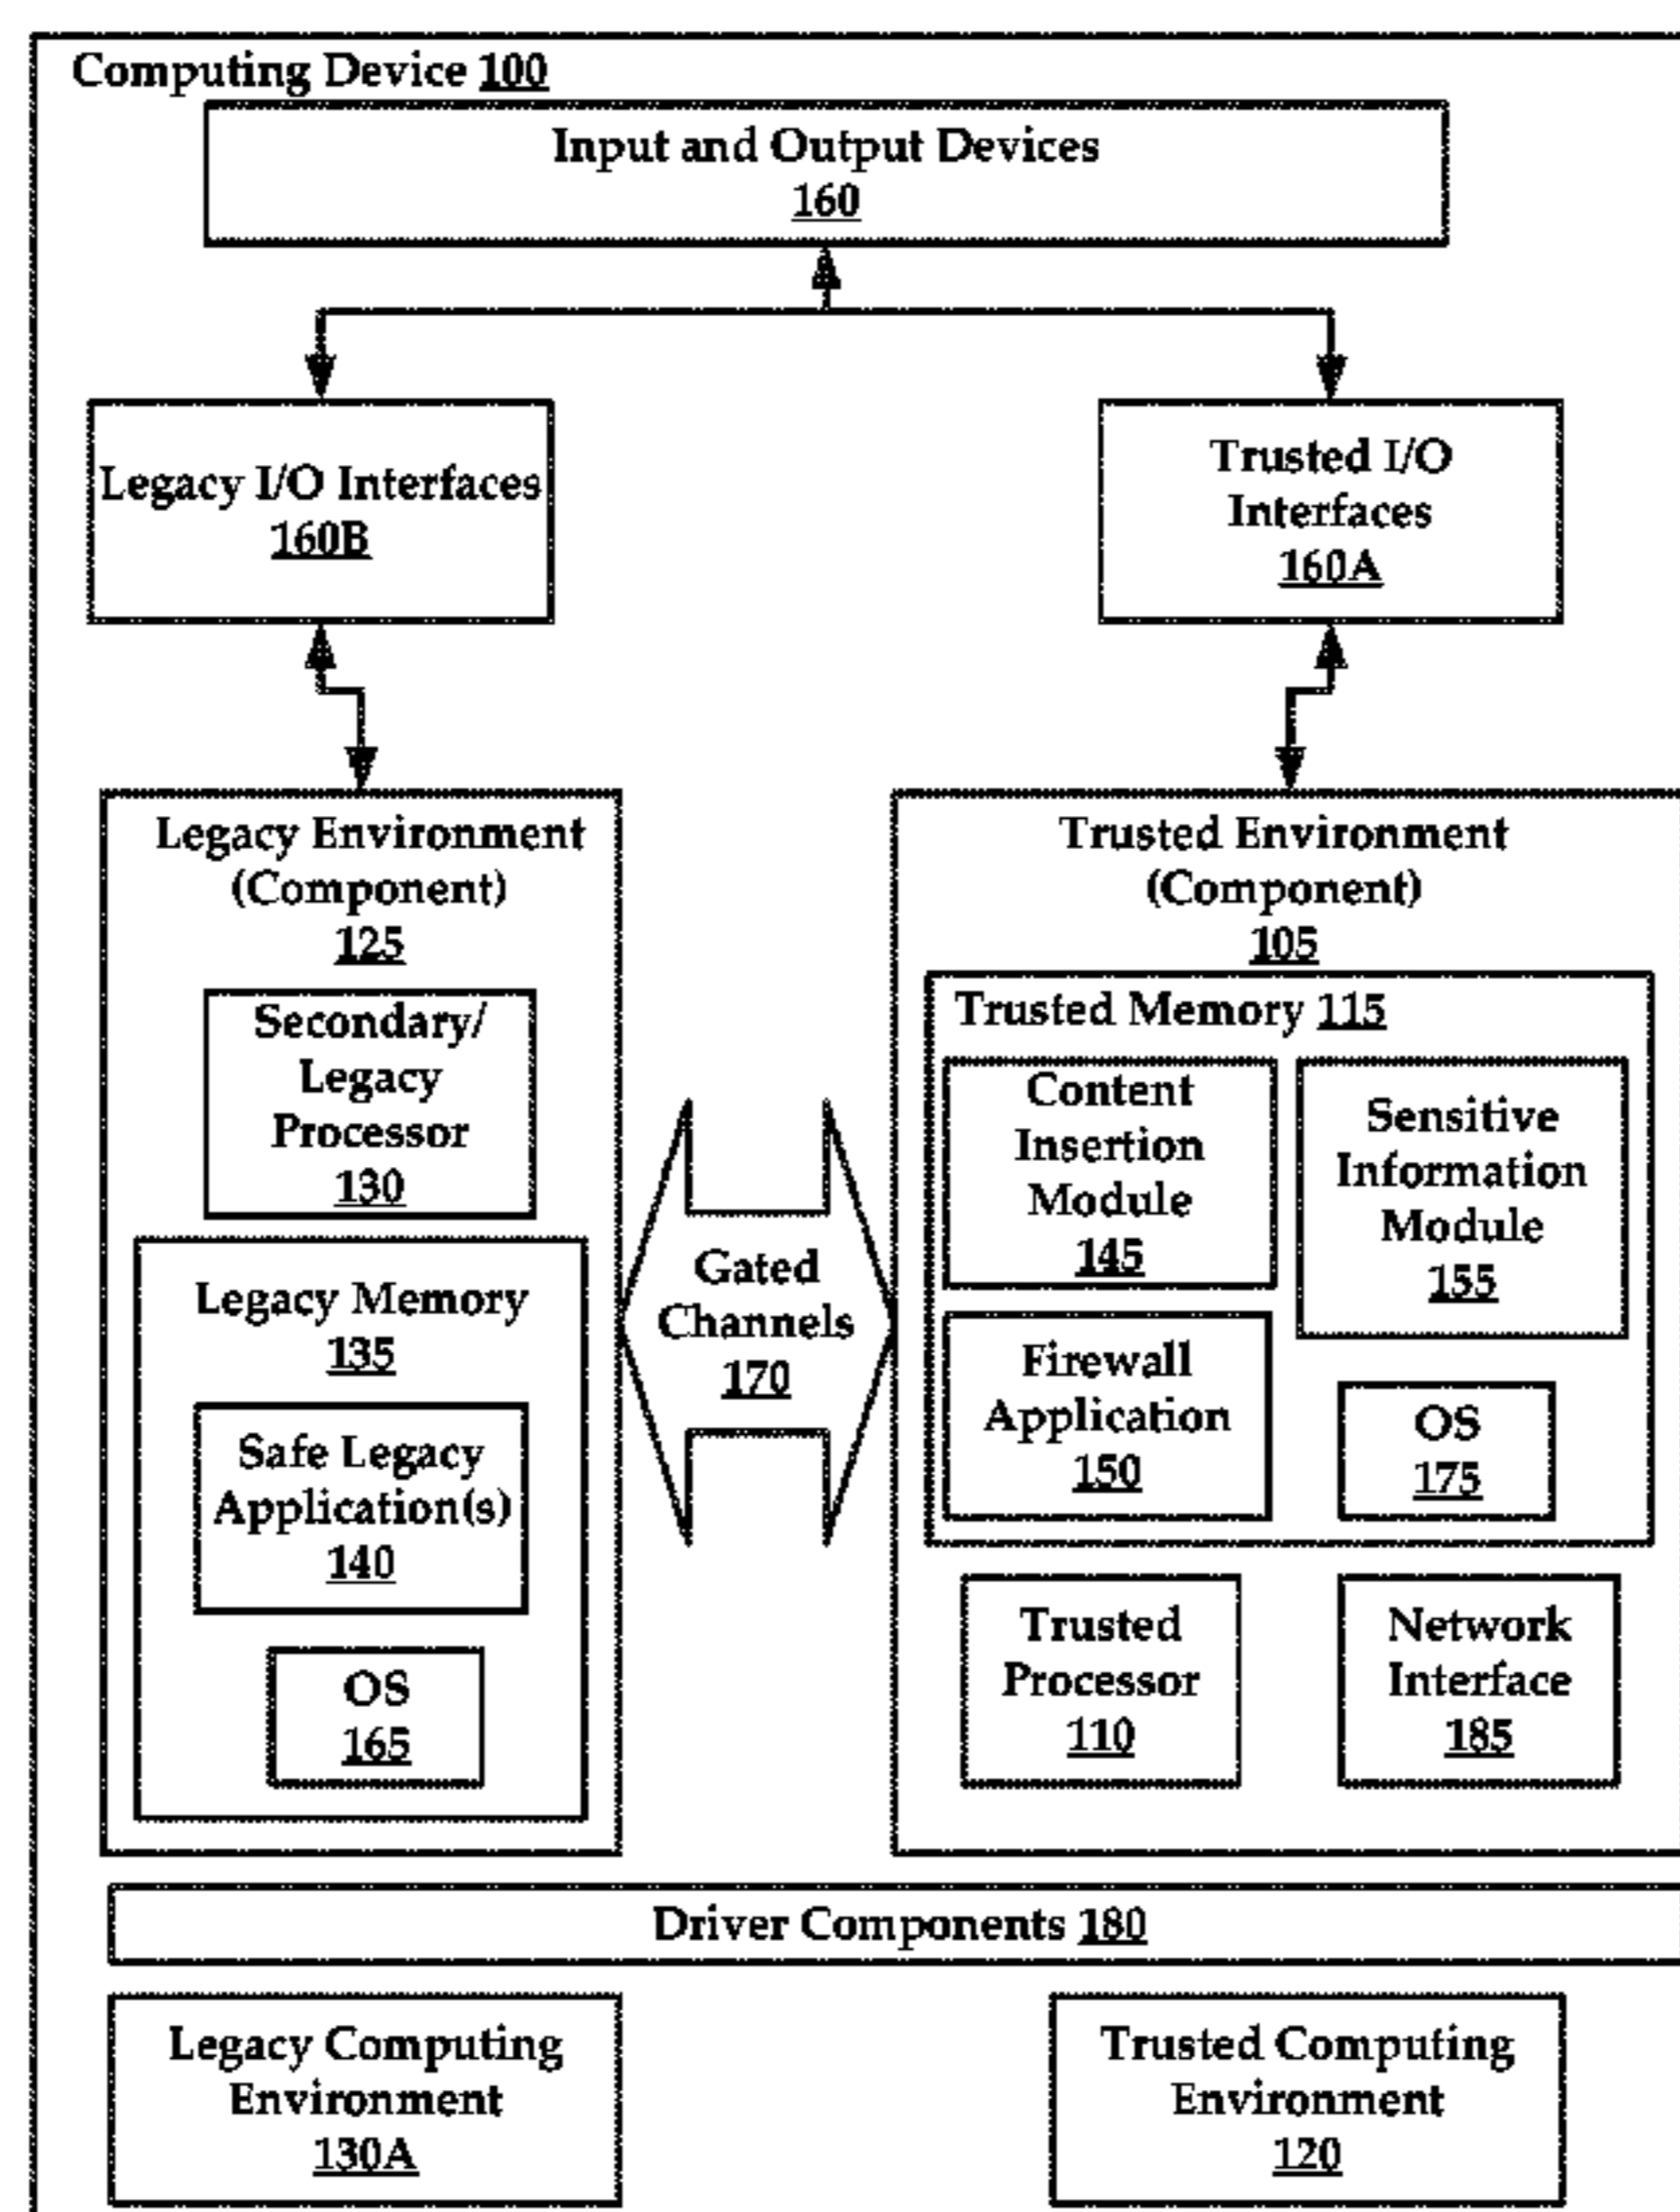 Computing Device 100
Input and Output Devices
160
Legacy I/O Interfaces
160B
Trusted I/O
Interfaces
160A
Legacy Environment
(Component)
125
Secondary/
Legacy
Processor
130
Legacy Memory
135
Safe Legacy
Application(s)
140
OS
165
Gated
Channels
170
Trusted Environment
(Component)
105
Trusted Memory 115
Content
Insertion
Module
145
Sensitive
Information
Module
155
Firewall
Application
150
OS
175
Trusted
Processor
110
Network
Interface
185
Driver Components 180
Legacy Computing
Environment
130A
Trusted Computing
Environment
120